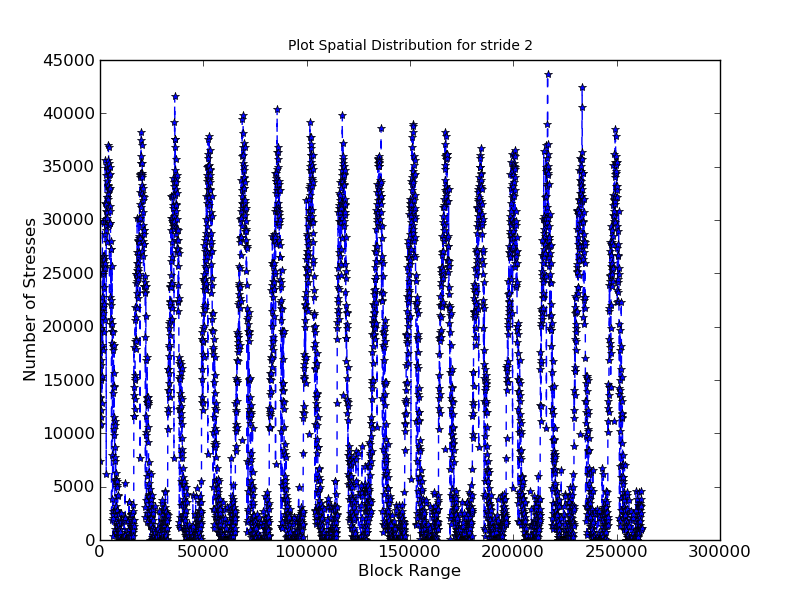 Plot Spatial Distribution for stride 2
45000
40000
35000
30000
25000
20000
15000
10000
5000
0
Number of Stresses
0 50000 100000 150000 200000 250000 300000
Block Range